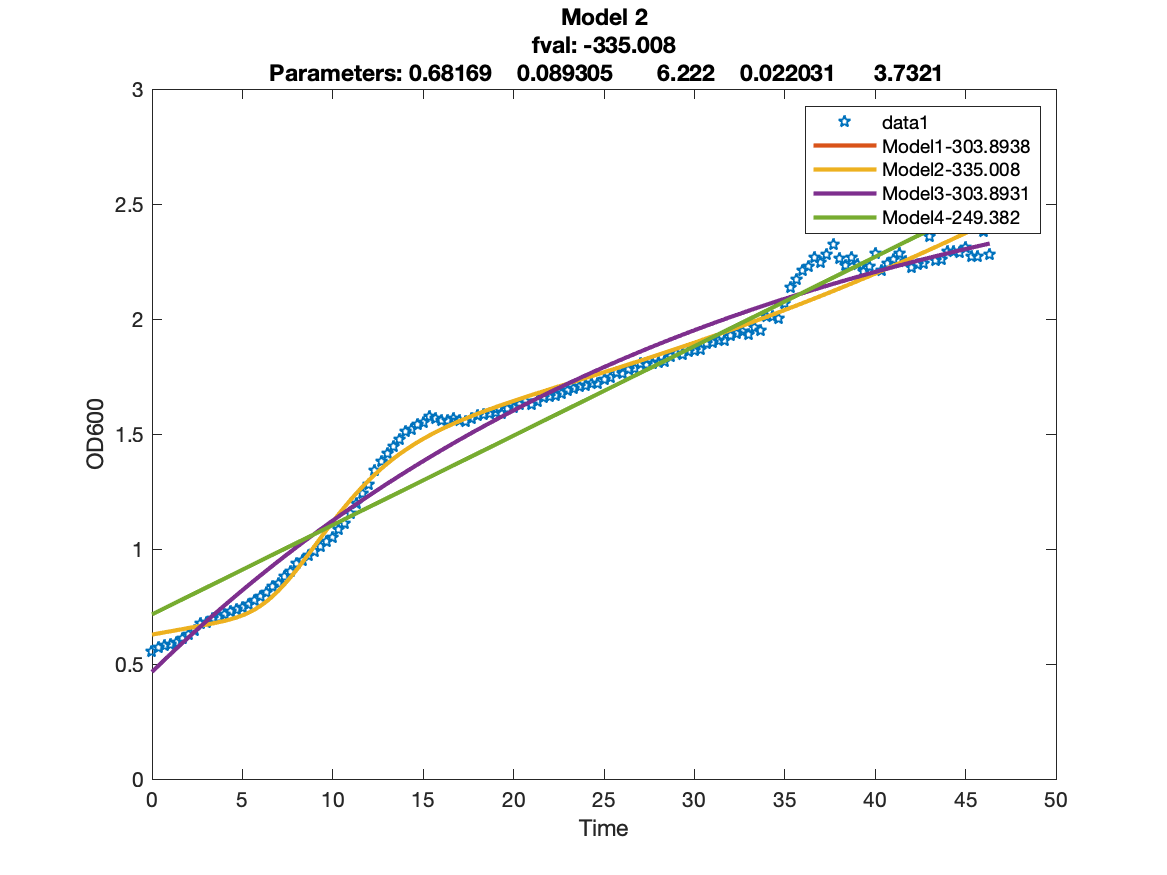 Model 2
fval: -335.008
Parameters: 0.68169 0.089305 6.222 0.022031 3.7321
3
2.5
2
1.5
1
0.5
0
OD600
data1
Model1-303.8938
Model2-335.008
Model3-303.8931
Model4-249.382
0 5 10 15 20 25 30 35 40 45 50
Time